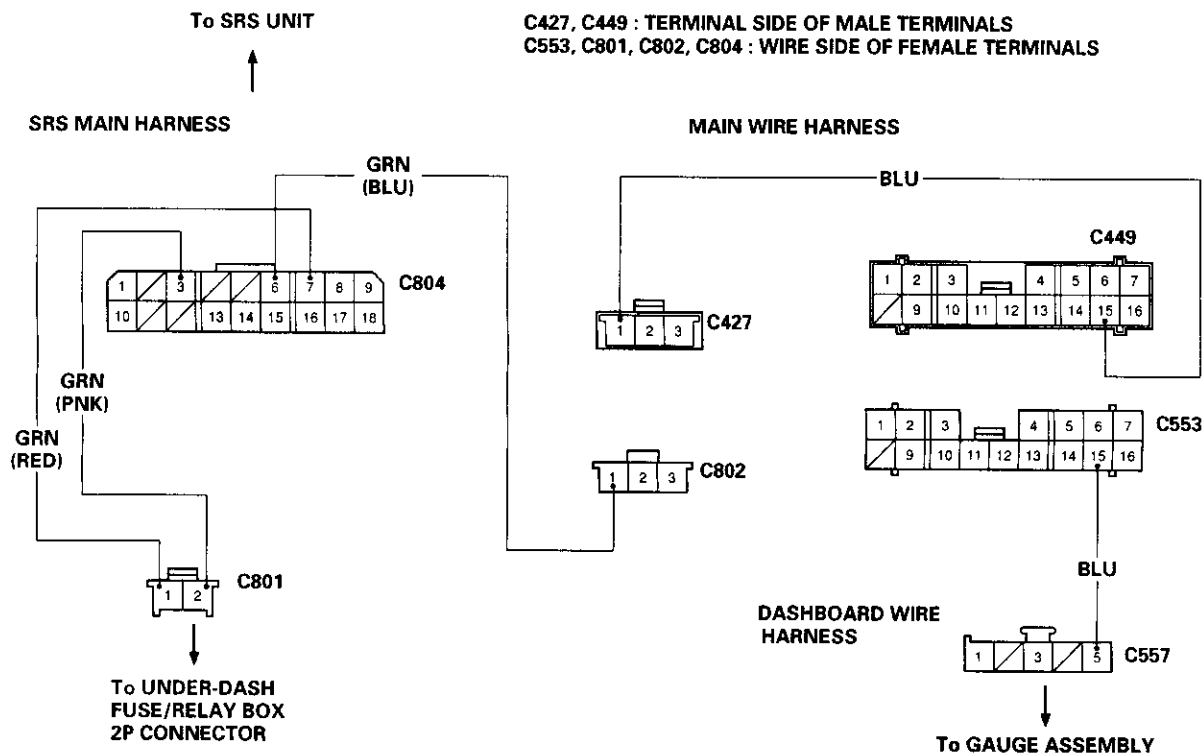 To SRS UNIT
C427, C449 : TERMINAL SIDE OF MALE TERMINALS
C553, C801, C802, C804 : WIRE SIDE OF FEMALE TERMINALS
SRS MAIN HARNESS
MAIN WIRE HARNESS
GRN
(BLU)
BLU
C449
1 2 3 4 5 6 7
9 10 11 12 13 14 15 16
1 3 6 7 8 9
10 13 14 15 16 17 18
C804
1 2 3
C427
GRN
(PNK)
GRN
(RED)
1 2 3 4 5 6 7
9 10 11 12 13 14 15 16
C553
1 2 3
C802
1 2
C801
BLU
DASHBOARD WIRE
HARNESS
1 3 5
C557
To UNDER-DASH
FUSE/RELAY BOX
2P CONNECTOR
To GAUGE ASSEMBLY